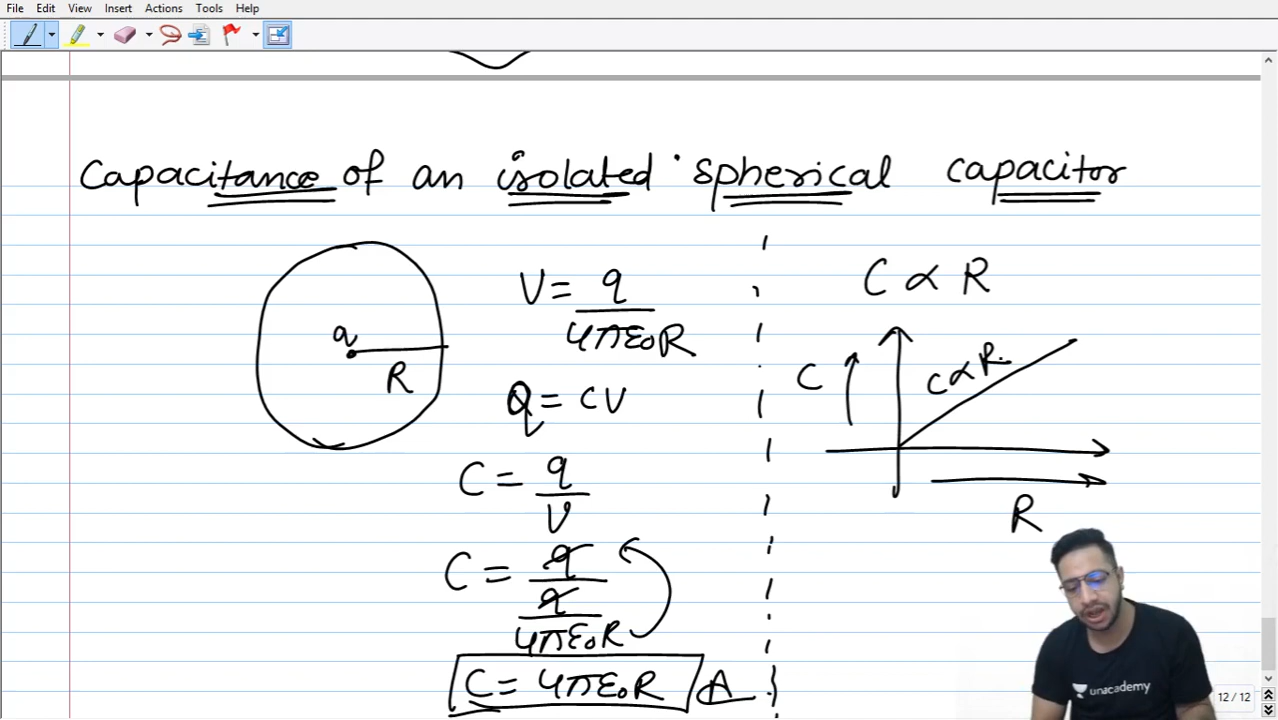 File Edit View Insert Actions Tools Help
Capacitance of an isolated spherical capacitor
q
R
V = q / 4πε₀R
Q = CV
q
C = q / V
C = q / (q / 4πε₀R)
C = 4πε₀R
A
C ∝ R
C
C ∝ R
R
unacademy
12 / 12